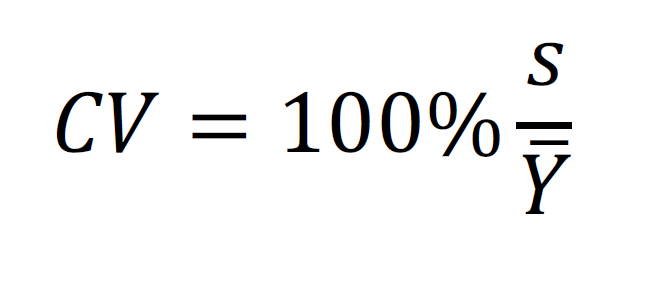 CV = 100% s / Ȳ